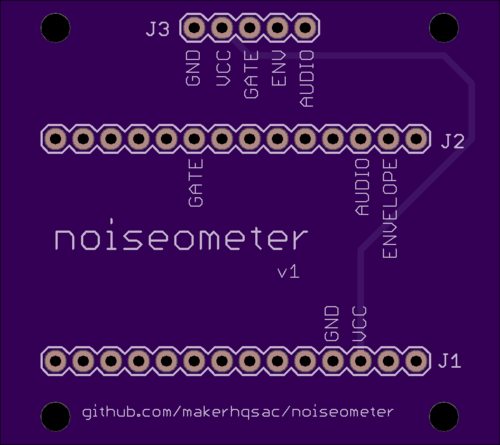 J3
GND
VCC
GATE
ENV
AUDIO
J2
GATE
AUDIO
ENVELOPE
noiseometer
v1
GND
VCC
J1
github.com/makerhqsac/noiseometer